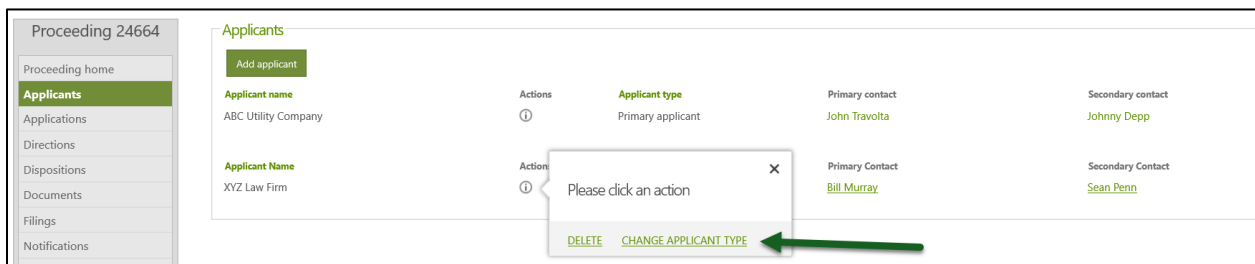 Proceeding 24664
Proceeding home
Applicants
Applications
Directions
Dispositions
Documents
Filings
Notifications
Applicants
Add applicant
Applicant name Actions Applicant type Primary contact Secondary contact
ABC Utility Company Primary applicant John Travolta Johnny Depp
Applicant Name Action Primary Contact Secondary Contact
XYZ Law Firm Bill Murray Sean Penn
Please click an action
DELETE CHANGE APPLICANT TYPE